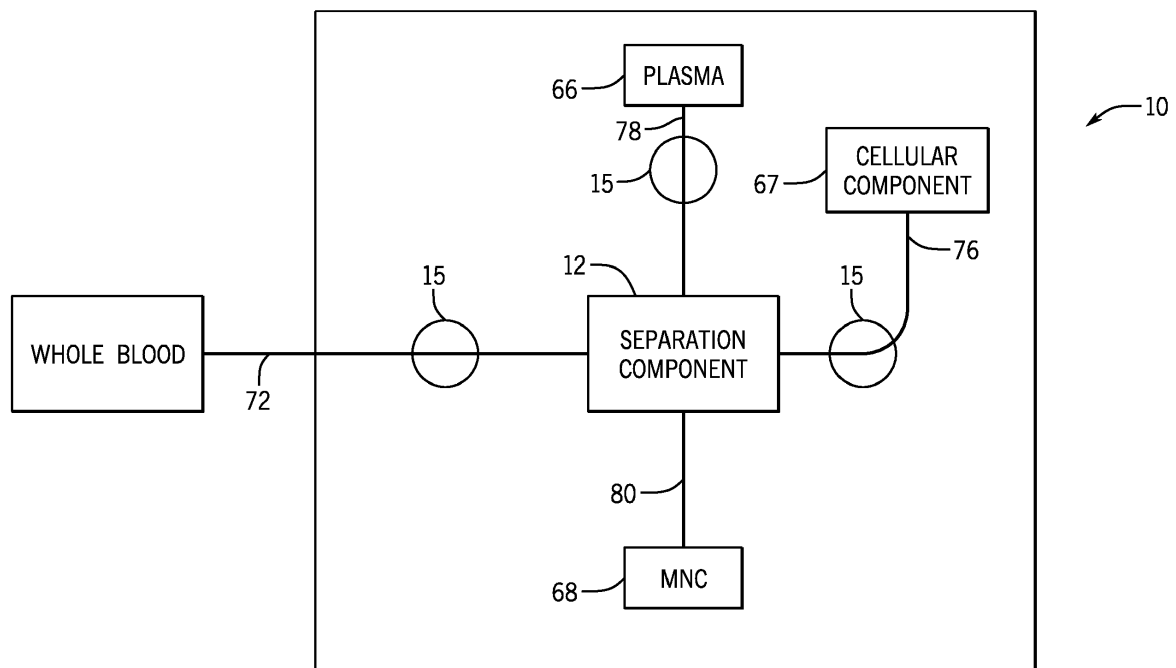 PLASMA
66
78
10
CELLULAR
COMPONENT
15
67
76
12
15
15
WHOLE BLOOD
SEPARATION
COMPONENT
72
80
MNC
68